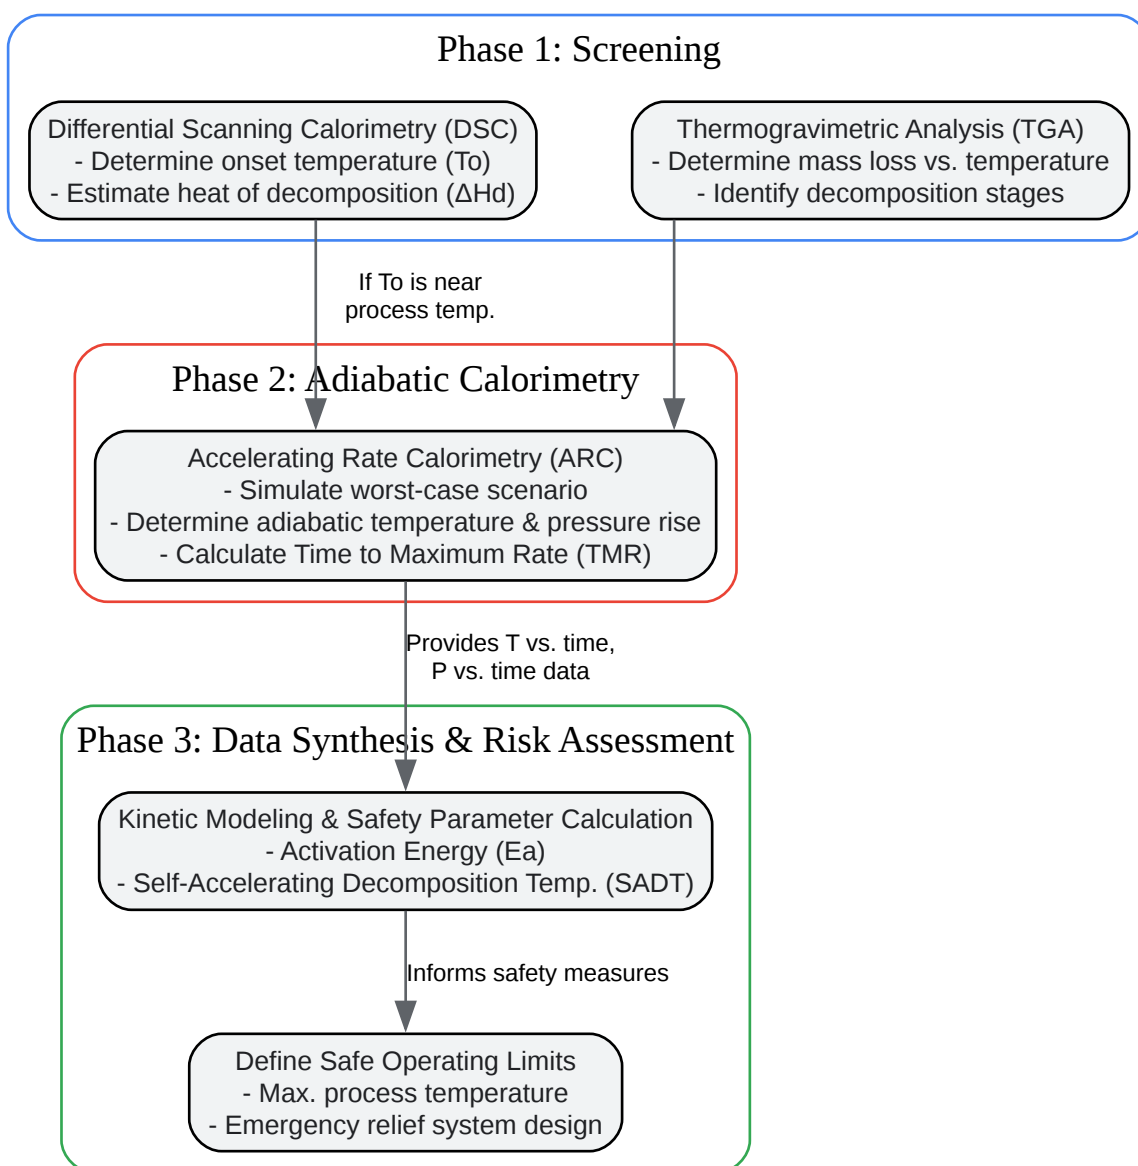 Phase 1: Screening
Differential Scanning Calorimetry (DSC)
- Determine onset temperature (To)
- Estimate heat of decomposition (ΔHd)
Thermogravimetric Analysis (TGA)
- Determine mass loss vs. temperature
- Identify decomposition stages
If To is near
process temp.
Phase 2: Adiabatic Calorimetry
Accelerating Rate Calorimetry (ARC)
- Simulate worst-case scenario
- Determine adiabatic temperature & pressure rise
- Calculate Time to Maximum Rate (TMR)
Provides T vs. time,
P vs. time data
Phase 3: Data Synthesis & Risk Assessment
Kinetic Modeling & Safety Parameter Calculation
- Activation Energy (Ea)
- Self-Accelerating Decomposition Temp. (SADT)
Informs safety measures
Define Safe Operating Limits
- Max. process temperature
- Emergency relief system design